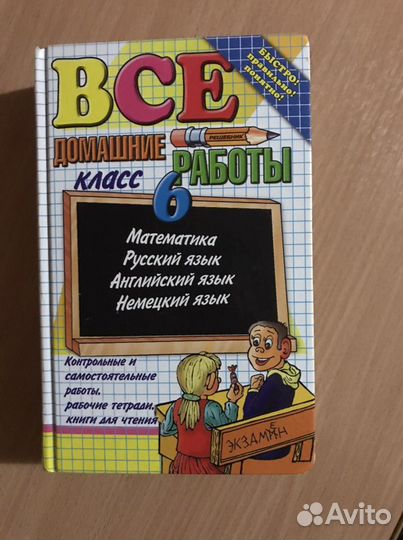 ВСЕ
БЫСТРО!
ПРАВИЛЬНО!
ПОНЯТНО!
РЕШЕБНИК
ДОМАШНИЕ
РАБОТЫ
КЛАСС
6
Математика
Русский язык
Английский язык
Немецкий язык
Контрольные и
самостоятельные
работы,
рабочие тетради,
книги для чтения
Е
ЭКЗАМЯН
Avito